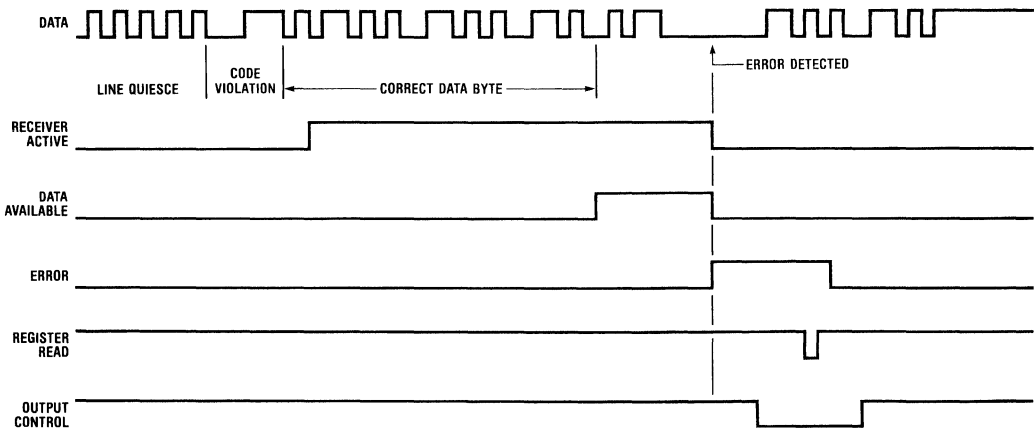 DATA
ERROR DETECTED
LINE QUIESCE
CODE
VIOLATION
CORRECT DATA BYTE
RECEIVER
ACTIVE
DATA
AVAILABLE
ERROR
REGISTER
READ
OUTPUT
CONTROL